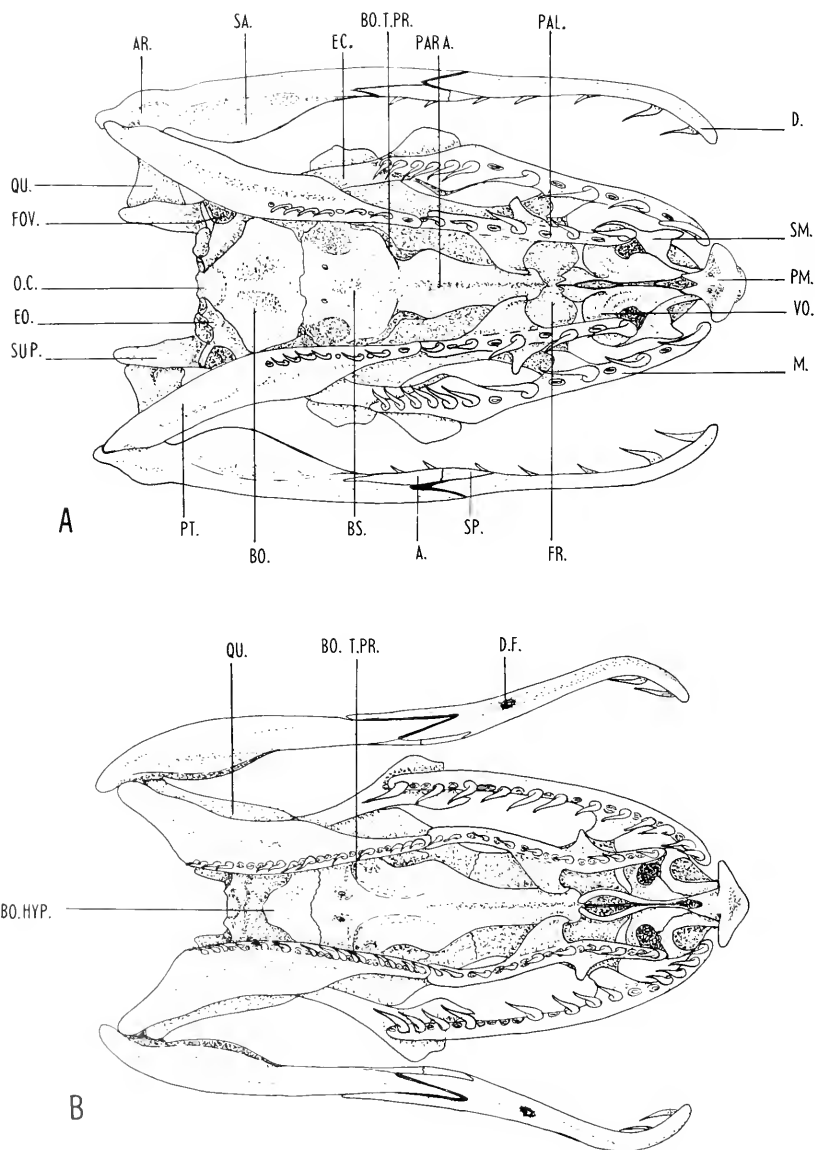 SA.
BO.T.PR.
PAL.
AR.
EC.
PARA.
D.
QU.
FOV.
SM.
O.C.
PM.
EO.
VO.
SUP.
M.
A
PT.
BO.
BS.
A.
SP.
FR.
QU.
BO. T.PR.
D.F.
BO.HYP.
B